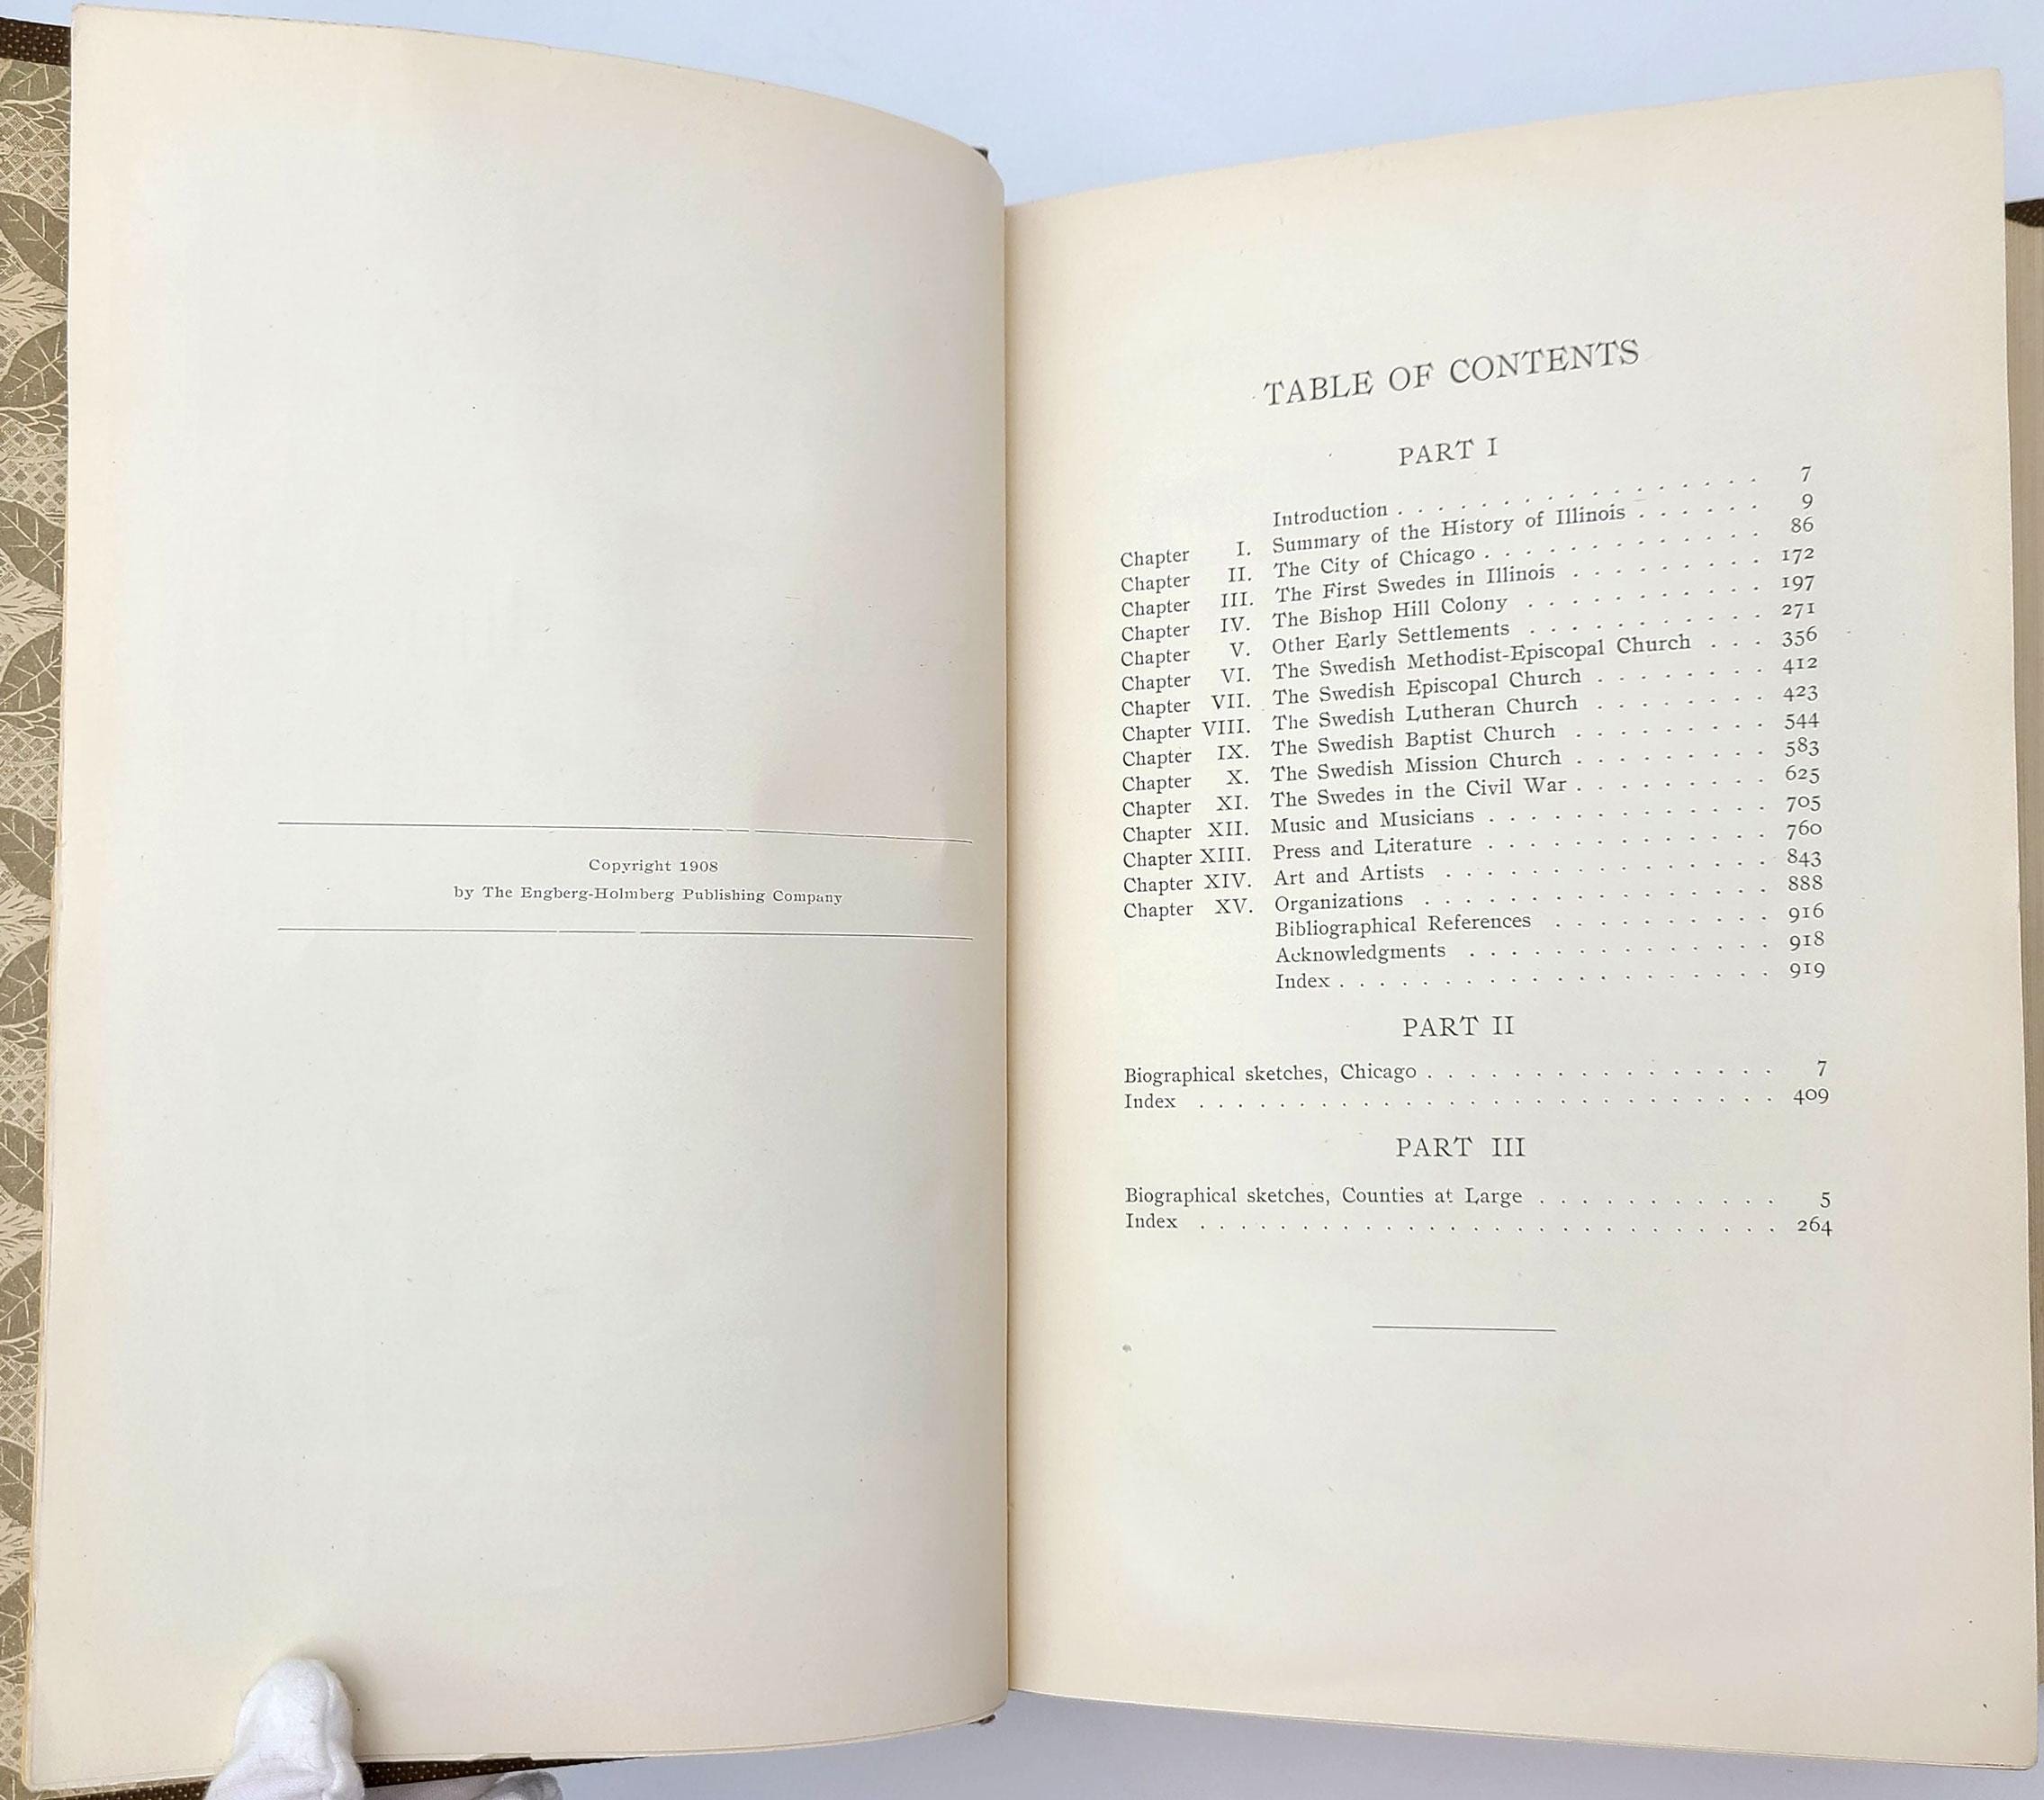 Copyright 1908
by The Engberg-Holmberg Publishing Company
TABLE OF CONTENTS
PART I
Introduction . . . . . . . . . . . . . . . . 7
Chapter I. Summary of the History of Illinois . . . . . . 9
Chapter II. The City of Chicago . . . . . . . . . . . . . 86
Chapter III. The First Swedes in Illinois . . . . . . . . . 172
Chapter IV. The Bishop Hill Colony . . . . . . . . . . . 197
Chapter V. Other Early Settlements . . . . . . . . . . . 271
Chapter VI. The Swedish Methodist-Episcopal Church . . . 356
Chapter VII. The Swedish Episcopal Church . . . . . . . . 412
Chapter VIII. The Swedish Lutheran Church . . . . . . . . 423
Chapter IX. The Swedish Baptist Church . . . . . . . . . 544
Chapter X. The Swedish Mission Church . . . . . . . . . 583
Chapter XI. The Swedes in the Civil War . . . . . . . . . 625
Chapter XII. Music and Musicians . . . . . . . . . . . . 705
Chapter XIII. Press and Literature . . . . . . . . . . . . 760
Chapter XIV. Art and Artists . . . . . . . . . . . . . . 843
Chapter XV. Organizations . . . . . . . . . . . . . . . 888
Bibliographical References . . . . . . . . . 916
Acknowledgments . . . . . . . . . . . . . 918
Index . . . . . . . . . . . . . . . . . . . 919
PART II
Biographical sketches, Chicago . . . . . . . . . . . . . . . 7
Index . . . . . . . . . . . . . . . . . . . . . . . . . 409
PART III
Biographical sketches, Counties at Large . . . . . . . . . . . 5
Index . . . . . . . . . . . . . . . . . . . . . . . . . 264